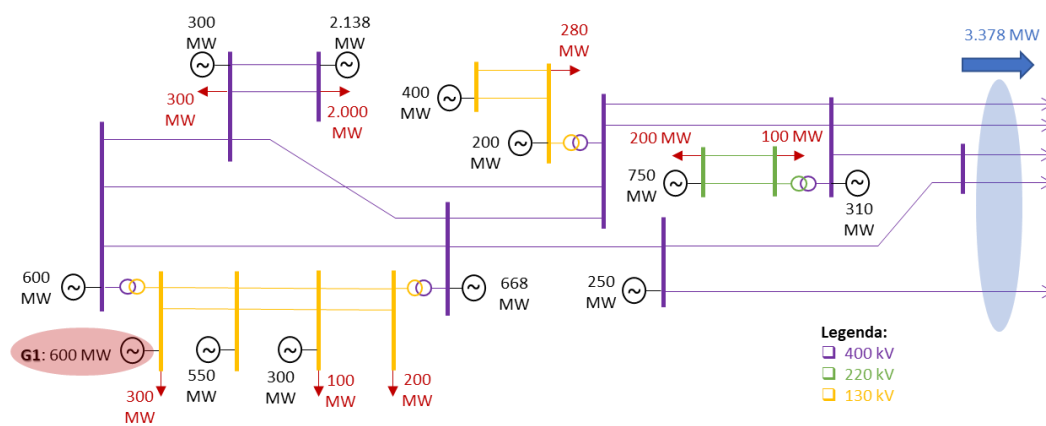 300
MW
2.138
MW
280
MW
3.378 MW
300
MW
2.000
MW
400
MW
200
MW
200 MW
100 MW
750
MW
310
MW
600
MW
668
MW
250
MW
G1: 600 MW
300
MW
550
MW
300
MW
100
MW
200
MW
Legenda:
400 kV
220 kV
130 kV